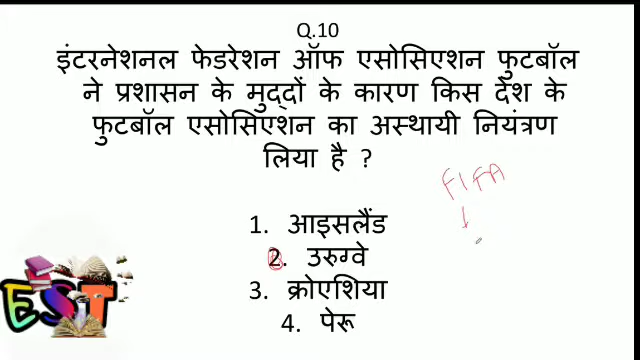 Q.10
इंटरनेशनल फेडरेशन ऑफ एसोसिएशन फुटबॉल
ने प्रशासन के मुद्दों के कारण किस देश के
फुटबॉल एसोसिएशन का अस्थायी नियंत्रण
लिया है ?
FIFA
1. आइसलैंड
2. उरुग्वे
3. क्रोएशिया
4. पेरू
EST